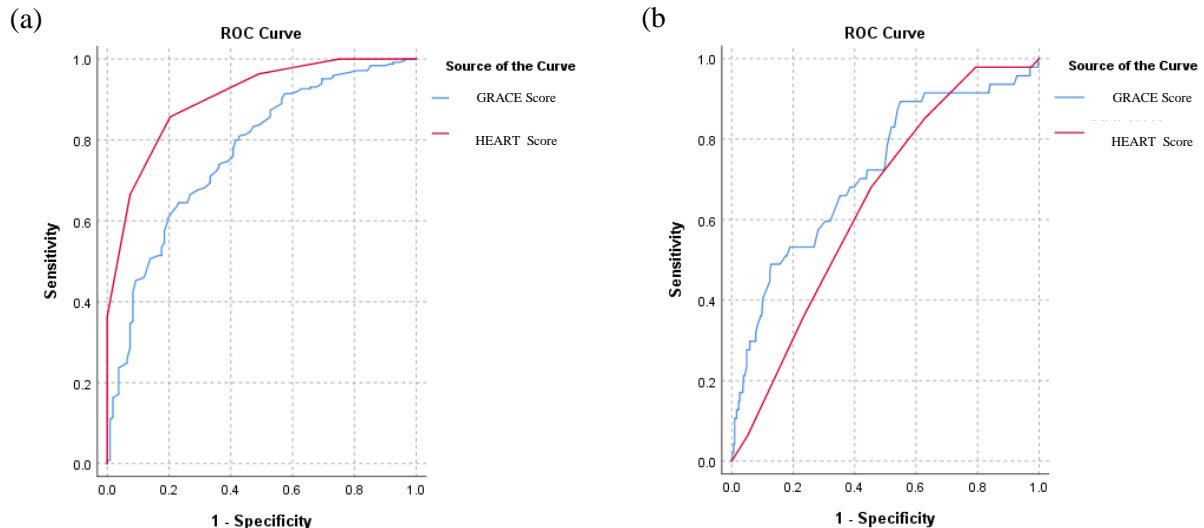 (a)
ROC Curve
1.0
0.8
0.6
0.4
0.2
0.0
Sensitivity
0.0 0.2 0.4 0.6 0.8 1.0
1 - Specificity
Source of the Curve
GRACE Score
HEART Score
(b)
ROC Curve
1.0
0.8
0.6
0.4
0.2
0.0
Sensitivity
0.0 0.2 0.4 0.6 0.8 1.0
1 - Specificity
Source of the Curve
GRACE Score
HEART Score